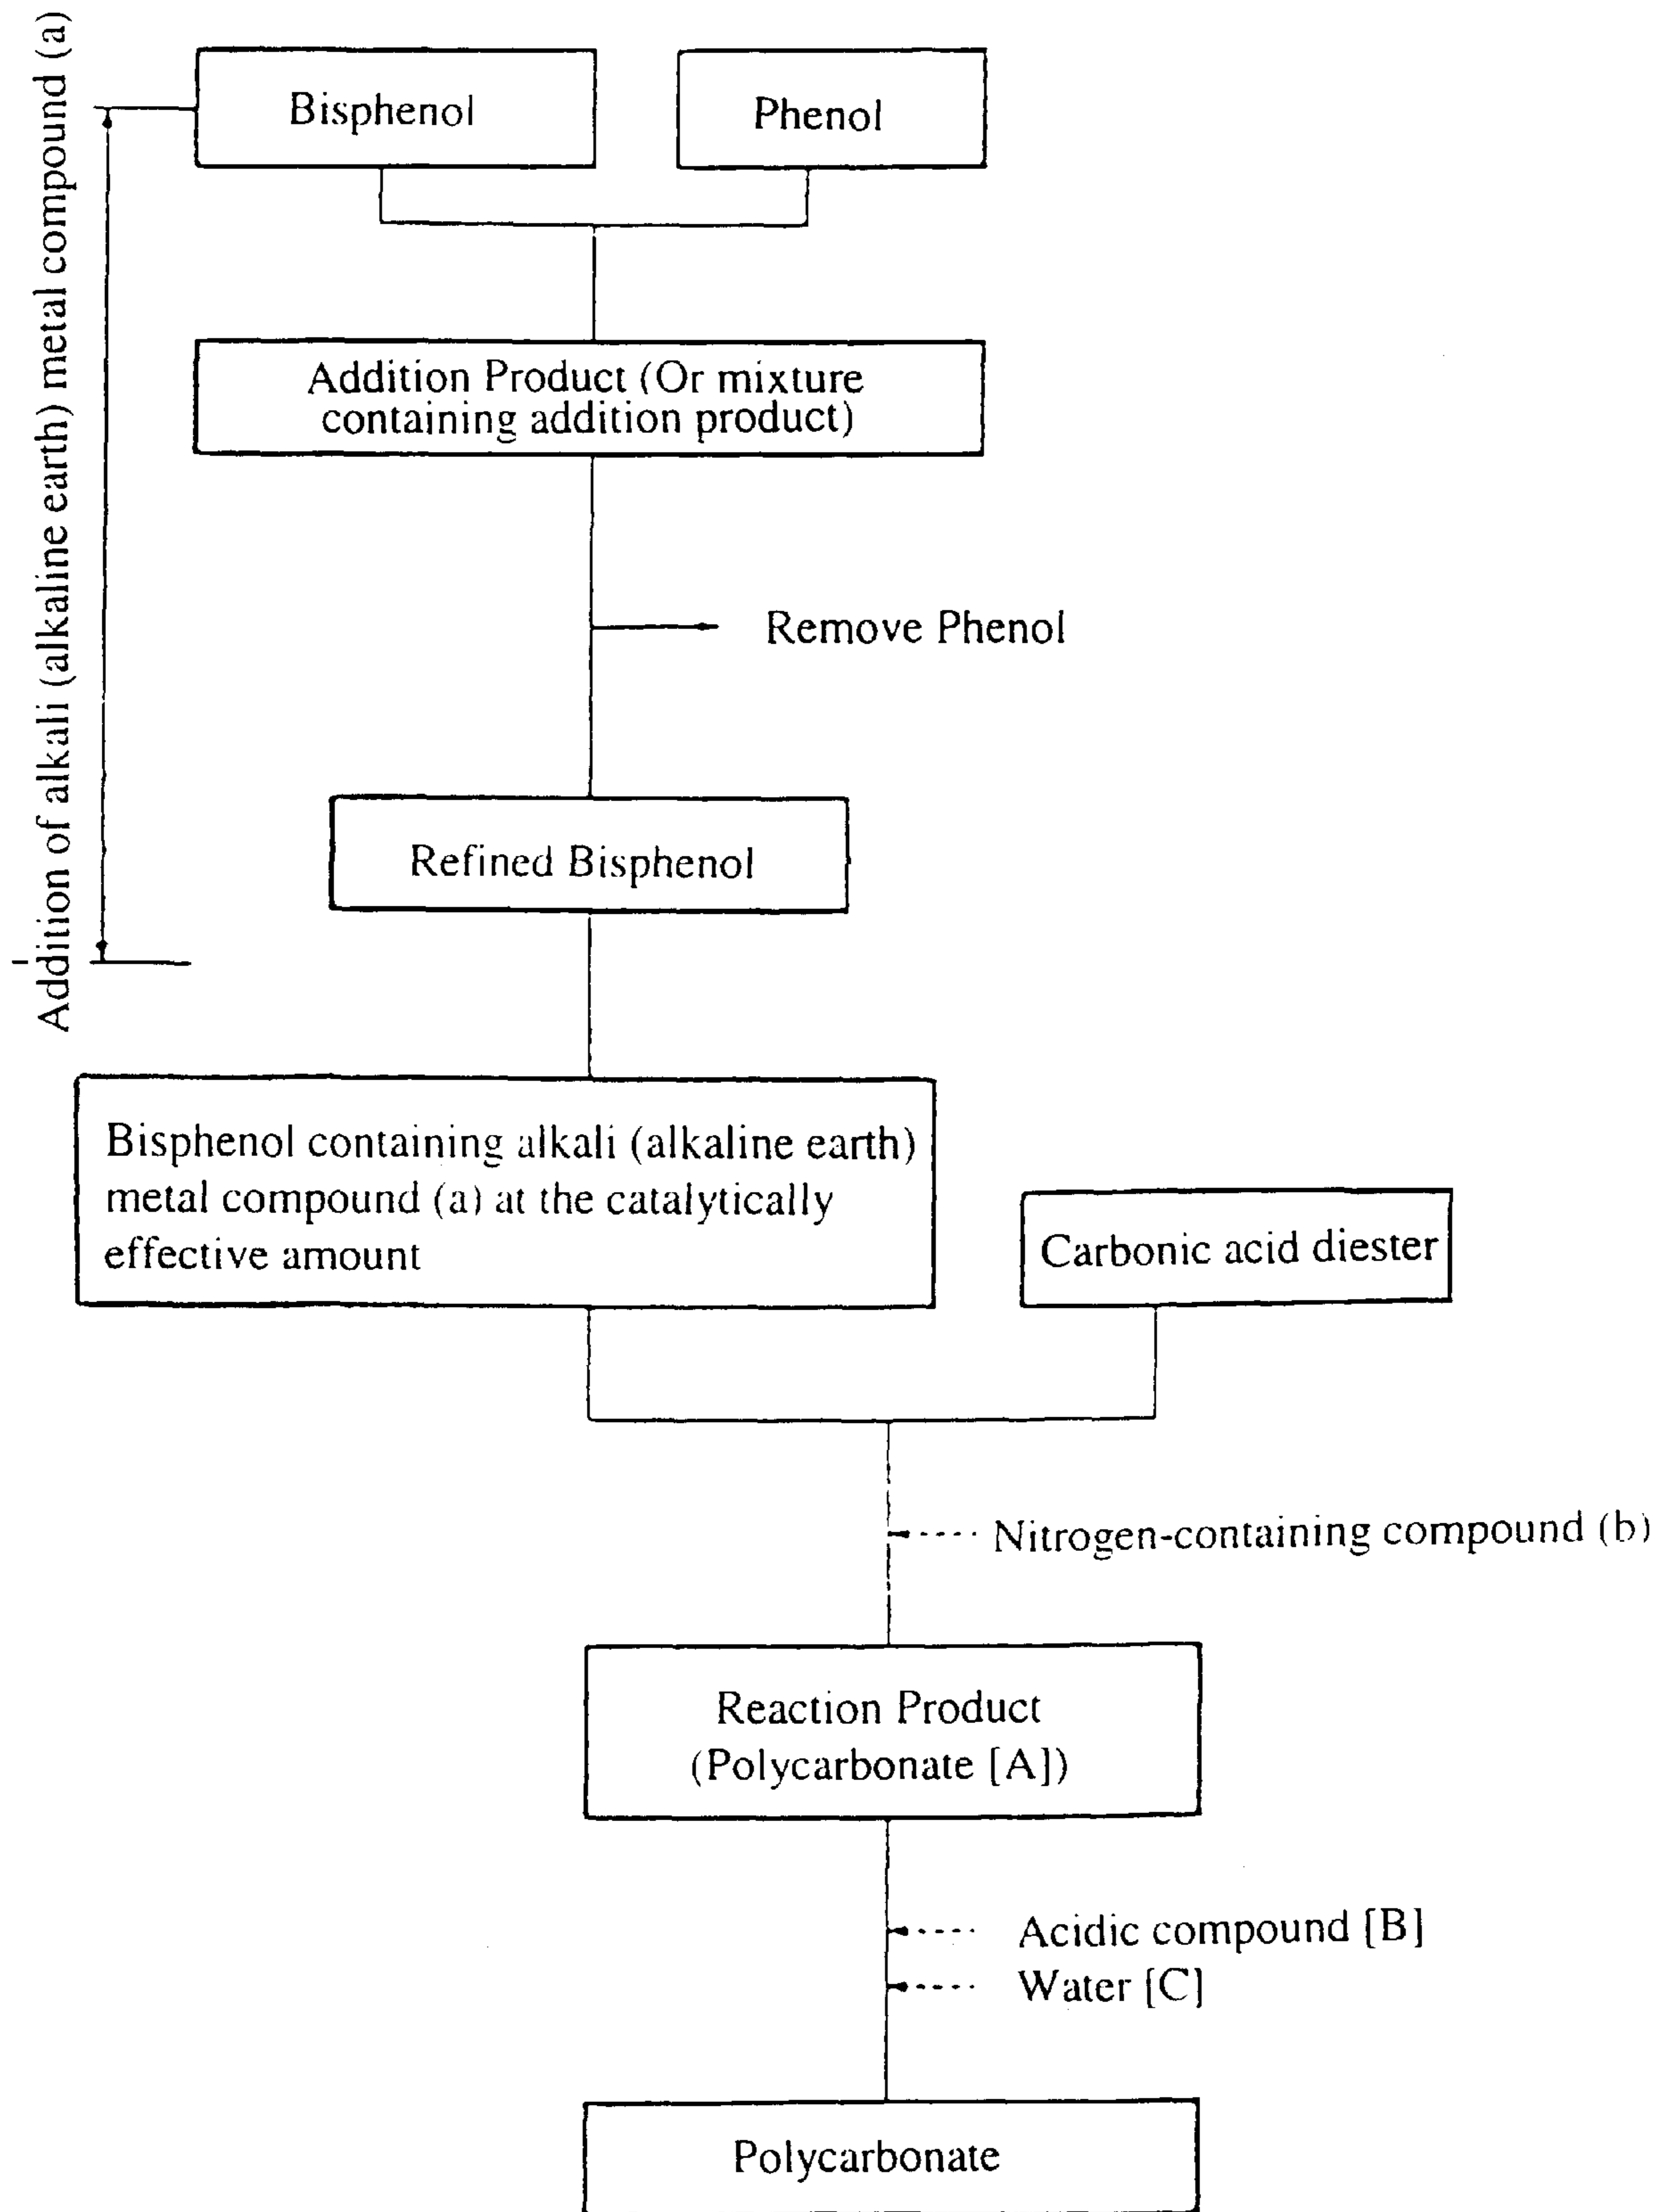 Addition of alkali (alkaline earth) metal compound (a)
Bisphenol
Phenol
Addition Product (Or mixture
containing addition product)
Remove Phenol
Refined Bisphenol
Bisphenol containing alkali (alkaline earth)
metal compound (a) at the catalytically
effective amount
Carbonic acid diester
Nitrogen-containing compound (b)
Reaction Product
(Polycarbonate [A])
Acidic compound [B]
Water [C]
Polycarbonate